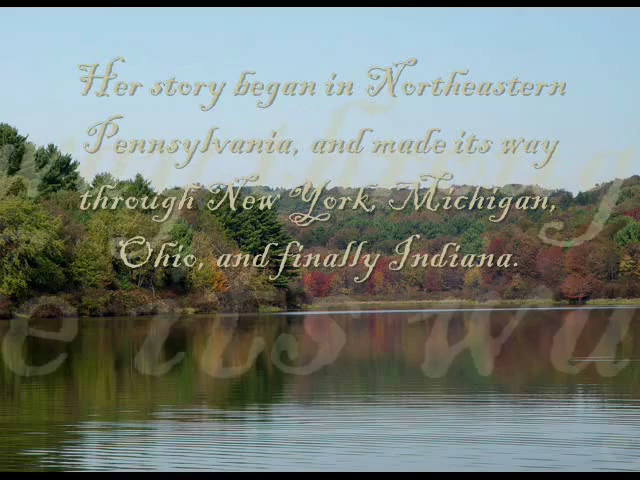 Her story began in Northeastern
Pennsylvania, and made its way
through New York, Michigan,
Ohio, and finally Indiana.